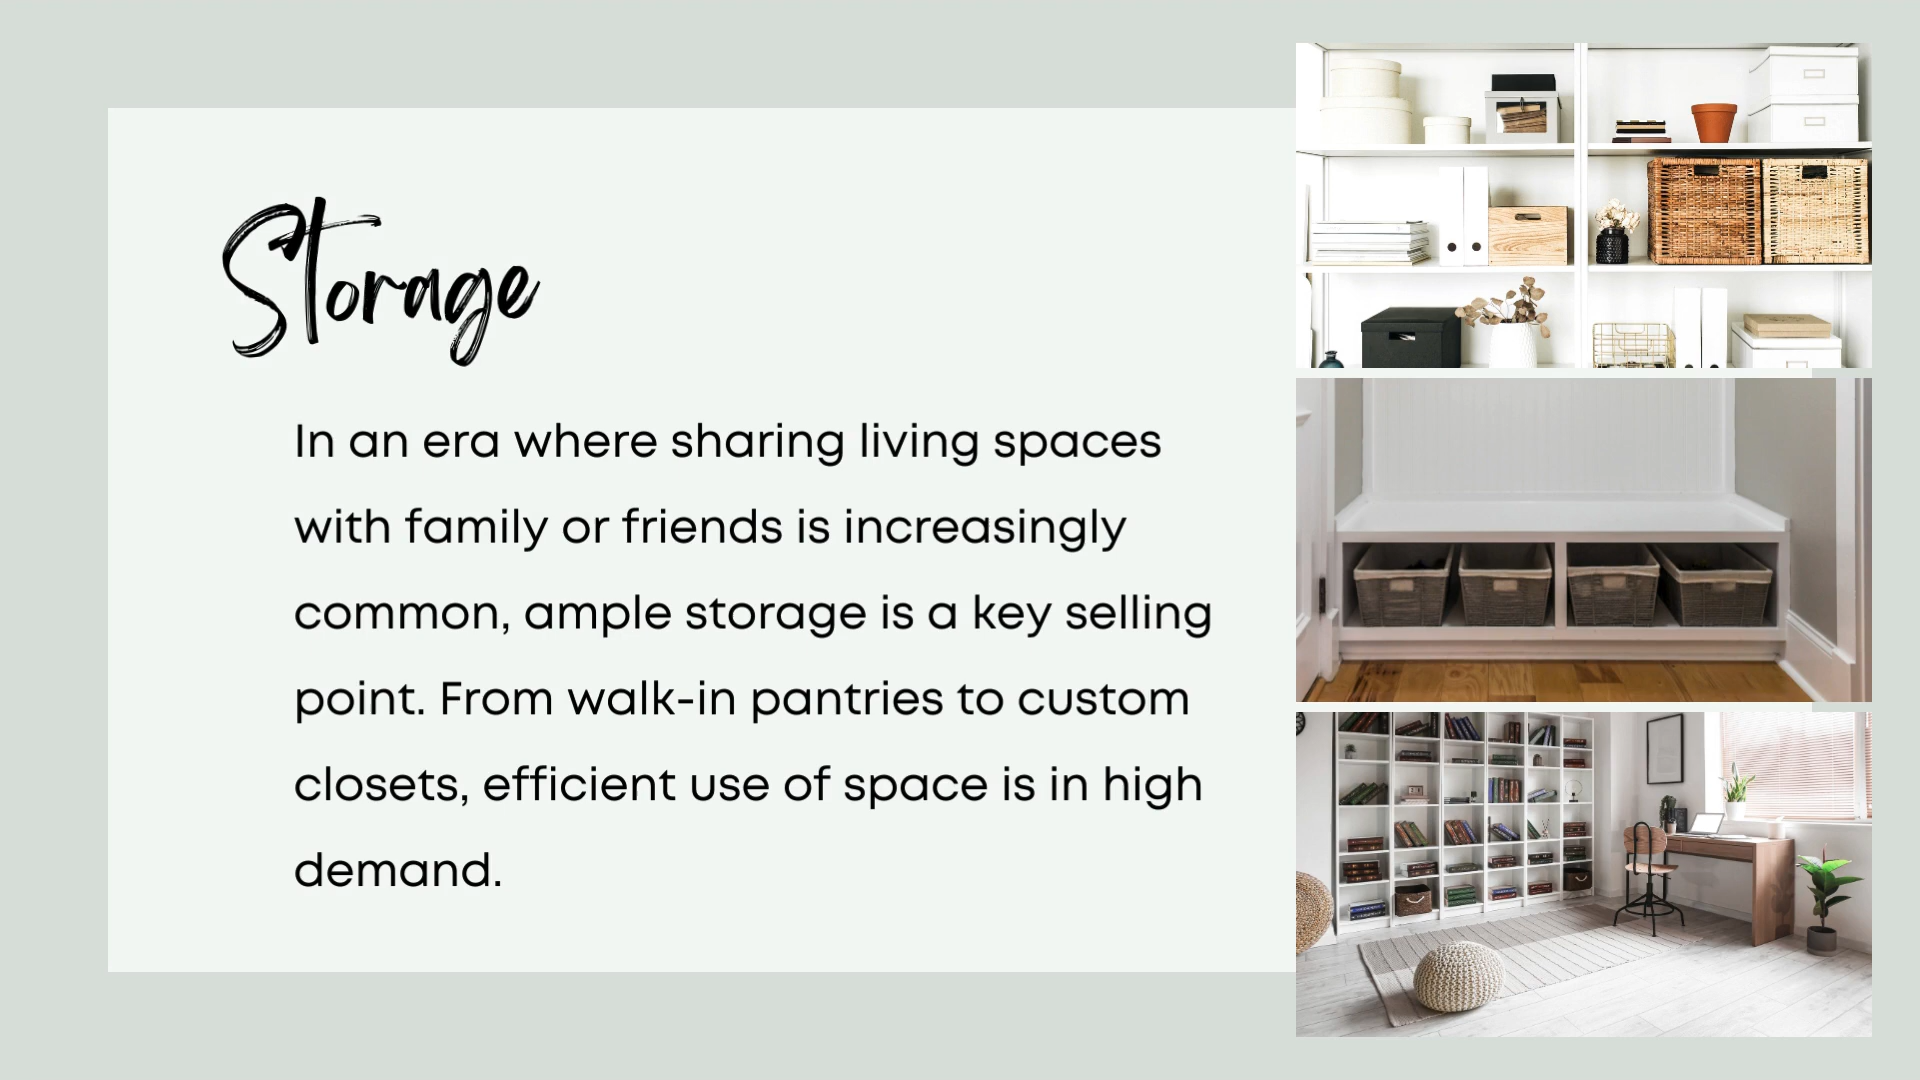 Storage
In an era where sharing living spaces
with family or friends is increasingly
common, ample storage is a key selling
point. From walk-in pantries to custom
closets, efficient use of space is in high
demand.